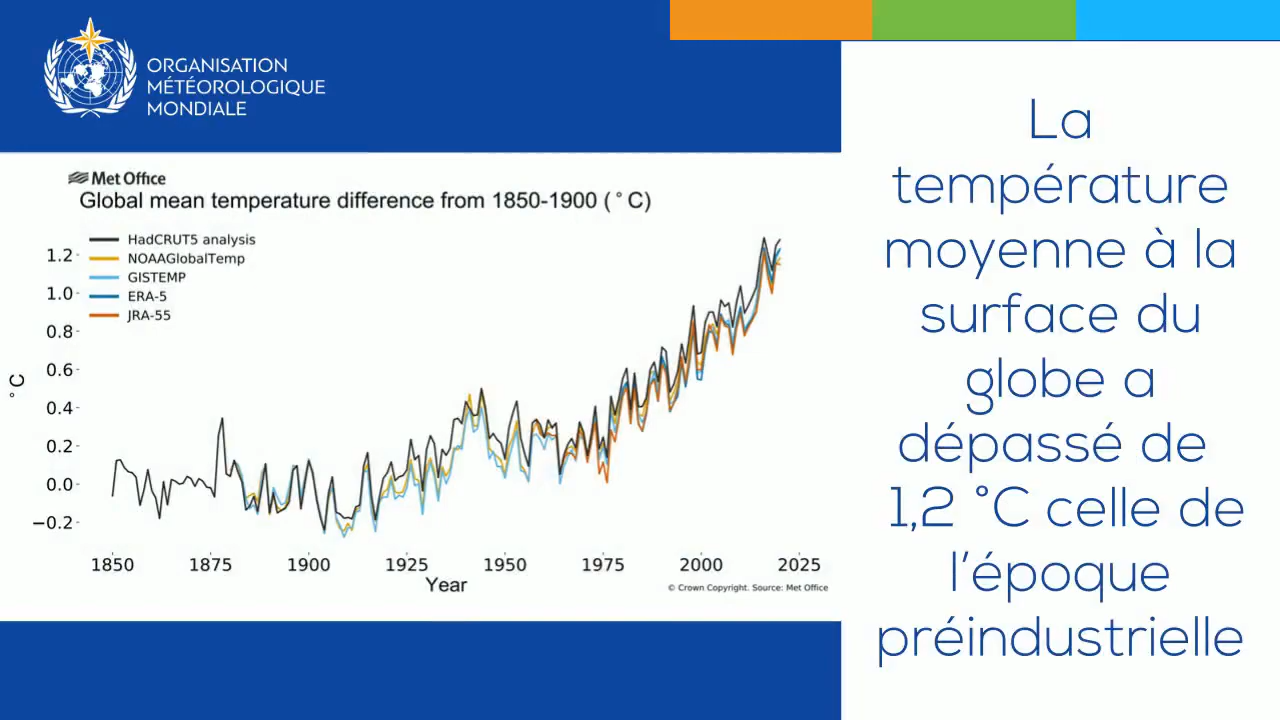 ORGANISATION
MÉTÉOROLOGIQUE
MONDIALE
Met Office
Global mean temperature difference from 1850-1900 (°C)
HadCRUT5 analysis
NOAAGlobalTemp
GISTEMP
ERA-5
JRA-55
°C
1.2
1.0
0.8
0.6
0.4
0.2
0.0
−0.2
1850 1875 1900 1925 1950 1975 2000 2025
Year
© Crown Copyright. Source: Met Office
La
température
moyenne à la
surface du
globe a
dépassé de
1,2 °C celle de
l’époque
préindustrielle